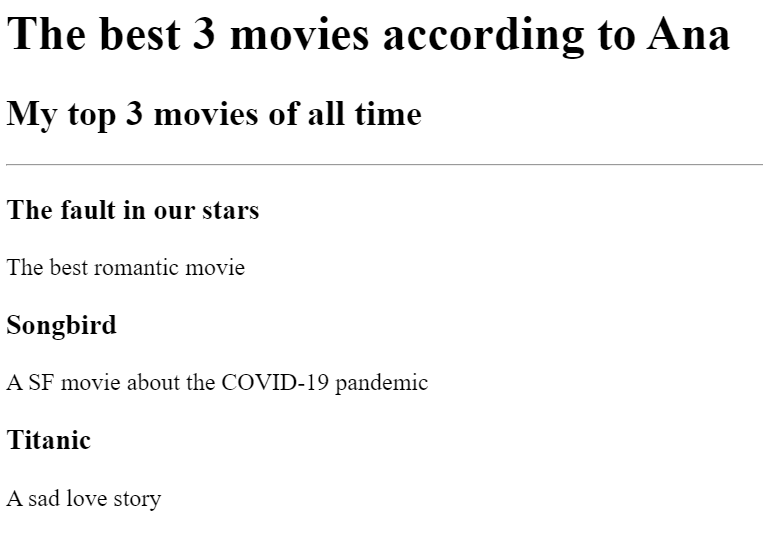 The best 3 movies according to Ana
My top 3 movies of all time
The fault in our stars
The best romantic movie
Songbird
A SF movie about the COVID-19 pandemic
Titanic
A sad love story